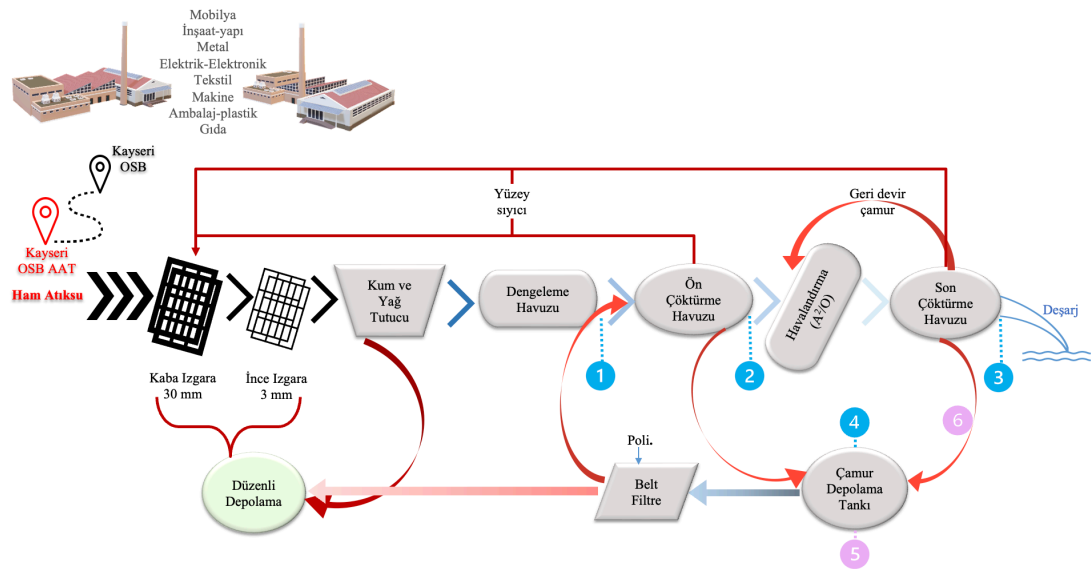 Mobilya
İnşaat-yapı
Metal
Elektrik-Elektronik
Tekstil
Makine
Ambalaj-plastik
Gıda
Kayseri
OSB
Kayseri
OSB AAT
Ham Atıksu
Yüzey
sıyıcı
Geri devir
çamur
Kum ve
Yağ
Tutucu
Dengeleme
Havuzu
Ön
Çöktürme
Havuzu
Havalandırma
(A²/O)
Son
Çöktürme
Havuzu
Deşarj
1
2
3
Kaba Izgara
30 mm
İnce Izgara
3 mm
4
6
Poli.
Düzenli
Depolama
Belt
Filtre
Çamur
Depolama
Tankı
5